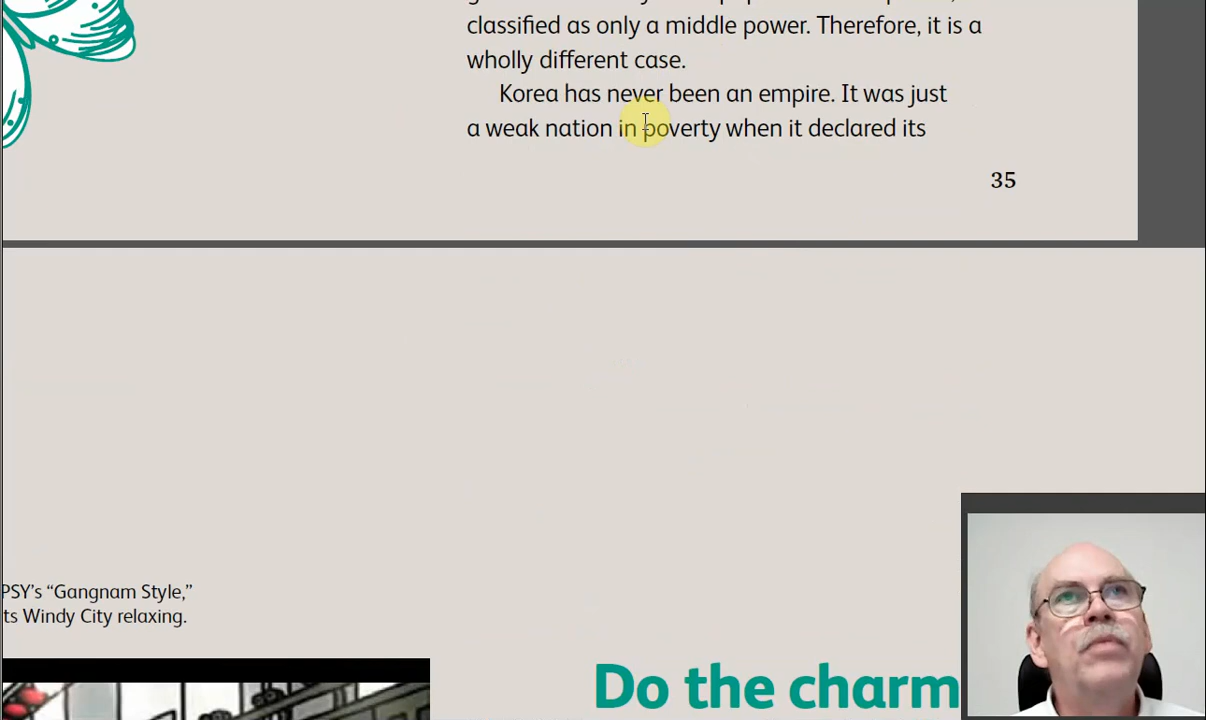 classified as only a middle power. Therefore, it is a
wholly different case.
Korea has never been an empire. It was just
a weak nation in poverty when it declared its
35
PSY's “Gangnam Style,”
ts Windy City relaxing.
Do the charm